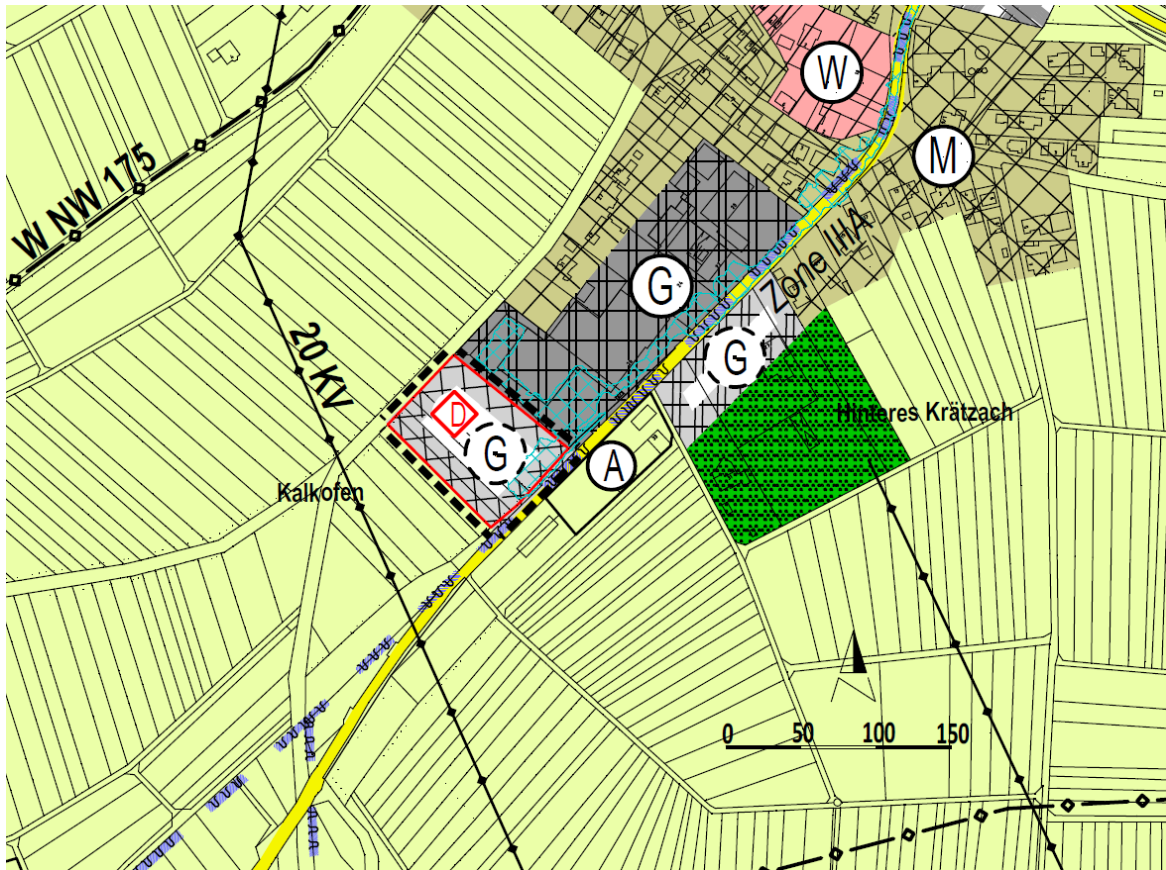 W
M
W NW 175
Zone IHA
G
G
20 KV
D
G
Hinteres Krätzach
A
Kalkofen
0 50 100 150